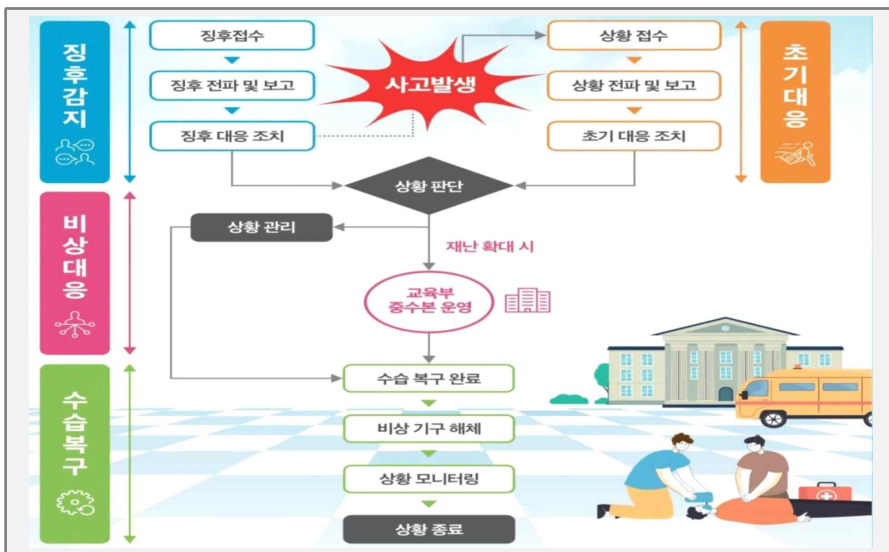 징후감지
징후접수
징후 전파 및 보고
징후 대응 조치
사고발생
상황 접수
상황 전파 및 보고
초기 대응 조치
초기대응
상황 판단
비상대응
상황 관리
재난 확대 시
교육부
중수본 운영
수습복구
수습 복구 완료
비상 기구 해체
상황 모니터링
상황 종료